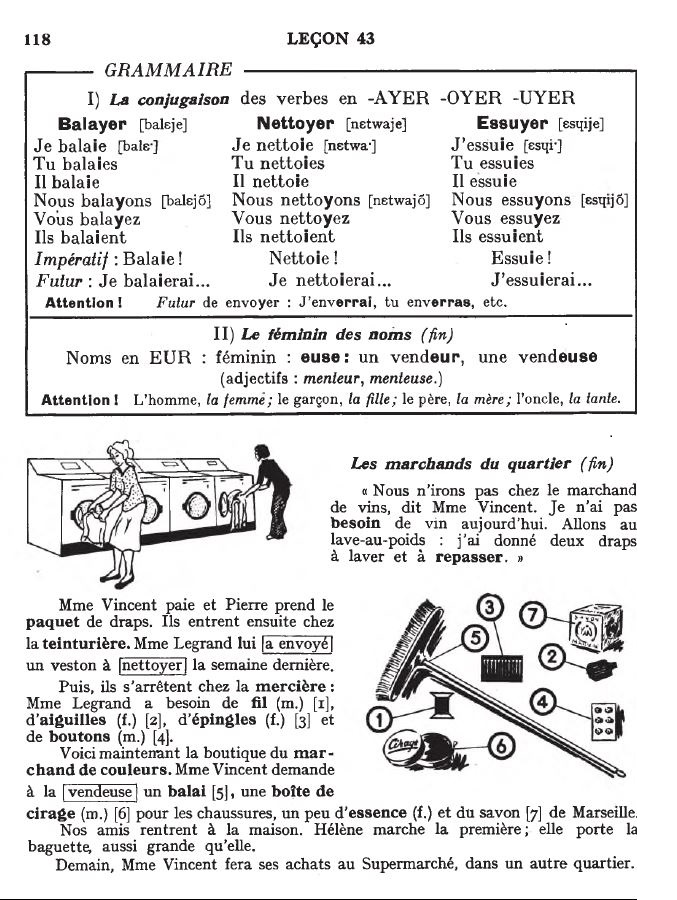 118
LEÇON 43
GRAMMAIRE
I) La conjugaison des verbes en -AYER -OYER -UYER
Balayer [balɛje] Nettoyer [nɛtwaje] Essuyer [ɛsɥije]
Je balaie [balɛ·] Je nettoie [nɛtwa·] J'essuie [ɛsɥi·]
Tu balaies Tu nettoies Tu essuies
Il balaie Il nettoie Il essuie
Nous balayons [balɛjõ] Nous nettoyons [nɛtwajõ] Nous essuyons [ɛsɥijõ]
Vous balayez Vous nettoyez Vous essuyez
Ils balaient Ils nettoient Ils essuient
Impératif : Balaie ! Nettoie ! Essuie !
Futur : Je balaierai... Je nettoierai... J'essuierai...
Attention ! Futur de envoyer : J'enverrai, tu enverras, etc.
II) Le féminin des noms (fin)
Noms en EUR : féminin : euse : un vendeur, une vendeuse
(adjectifs : menteur, menteuse.)
Attention ! L'homme, la femme ; le garçon, la fille ; le père, la mère ; l'oncle, la tante.
Les marchands du quartier (fin)
« Nous n'irons pas chez le marchand
de vins, dit Mme Vincent. Je n'ai pas
besoin de vin aujourd'hui. Allons au
lave-au-poids : j'ai donné deux draps
à laver et à repasser. »
Mme Vincent paie et Pierre prend le
paquet de draps. Ils entrent ensuite chez
la teinturière. Mme Legrand lui a envoyé
un veston à nettoyer la semaine dernière.
Puis, ils s'arrêtent chez la mercière :
Mme Legrand a besoin de fil (m.) [1],
d'aiguilles (f.) [2], d'épingles (f.) [3] et
de boutons (m.) [4].
Voici maintenant la boutique du mar-
chand de couleurs. Mme Vincent demande
à la vendeuse un balai [5], une boîte de
cirage (m.) [6] pour les chaussures, un peu d'essence (f.) et du savon [7] de Marseille.
Nos amis rentrent à la maison. Hélène marche la première ; elle porte la
baguette, aussi grande qu'elle.
Demain, Mme Vincent fera ses achats au Supermarché, dans un autre quartier.
3
7
5
2
1
4
Cirage
6